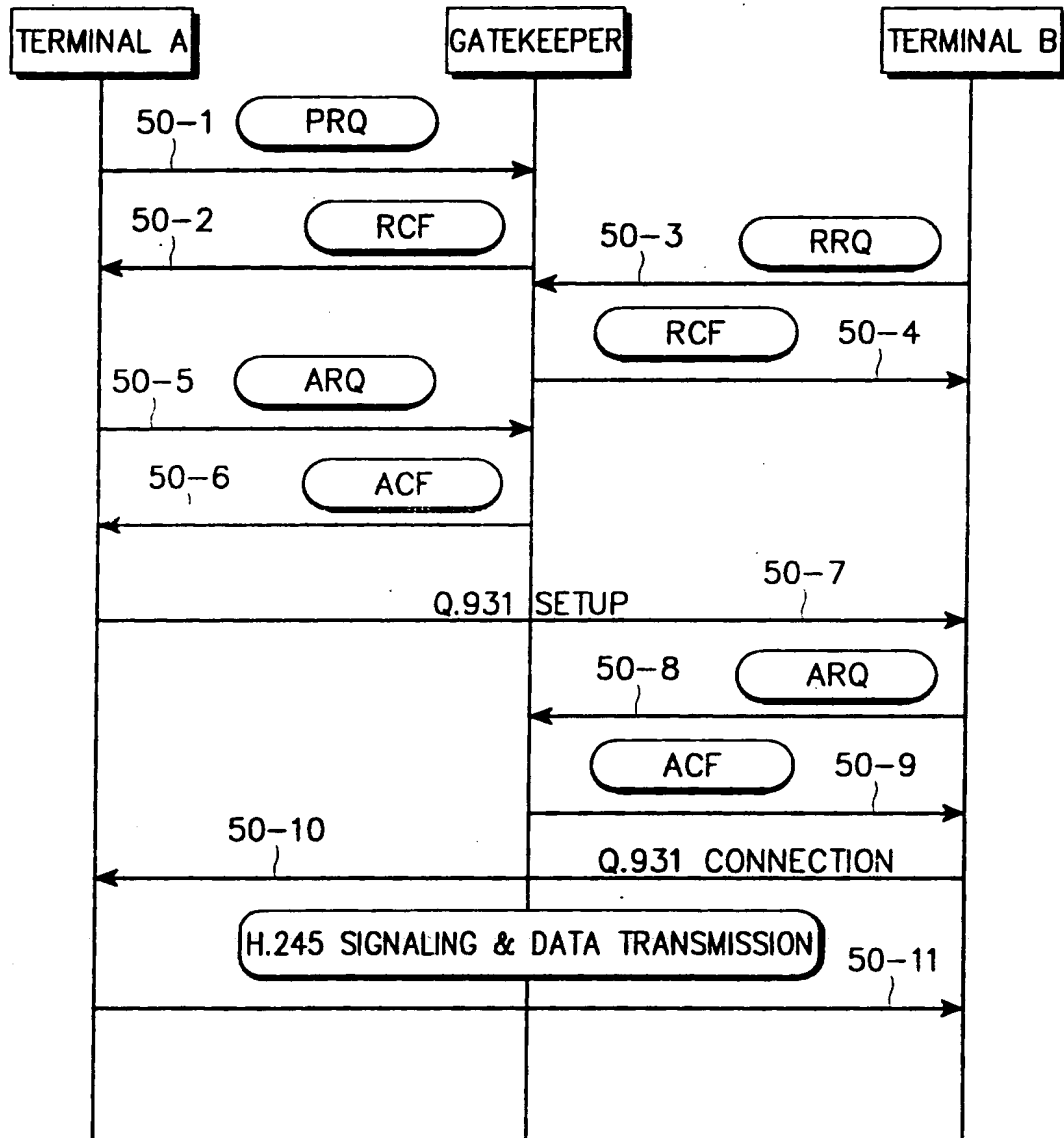 TERMINAL A
GATEKEEPER
TERMINAL B
50-1
PRQ
50-2
RCF
50-3
RRQ
RCF
50-4
50-5
ARQ
50-6
ACF
50-7
Q.931 SETUP
50-8
ARQ
ACF
50-9
50-10
Q.931 CONNECTION
H.245 SIGNALING & DATA TRANSMISSION
50-11